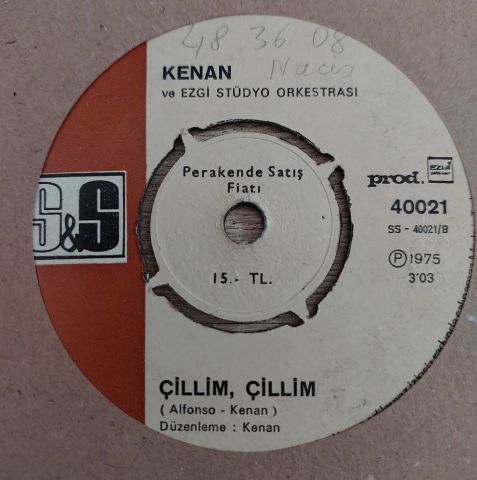 48 36 08
KENAN
ve EZGİ STÜDYO ORKESTRASI
Perakende Satış
Fiatı
15.- TL.
S&S
prod. EZGİ
40021
SS - 40021/B
Ⓟ 1975
3'03
ÇİLLİM, ÇİLLİM
( Alfonso - Kenan )
Düzenleme : Kenan